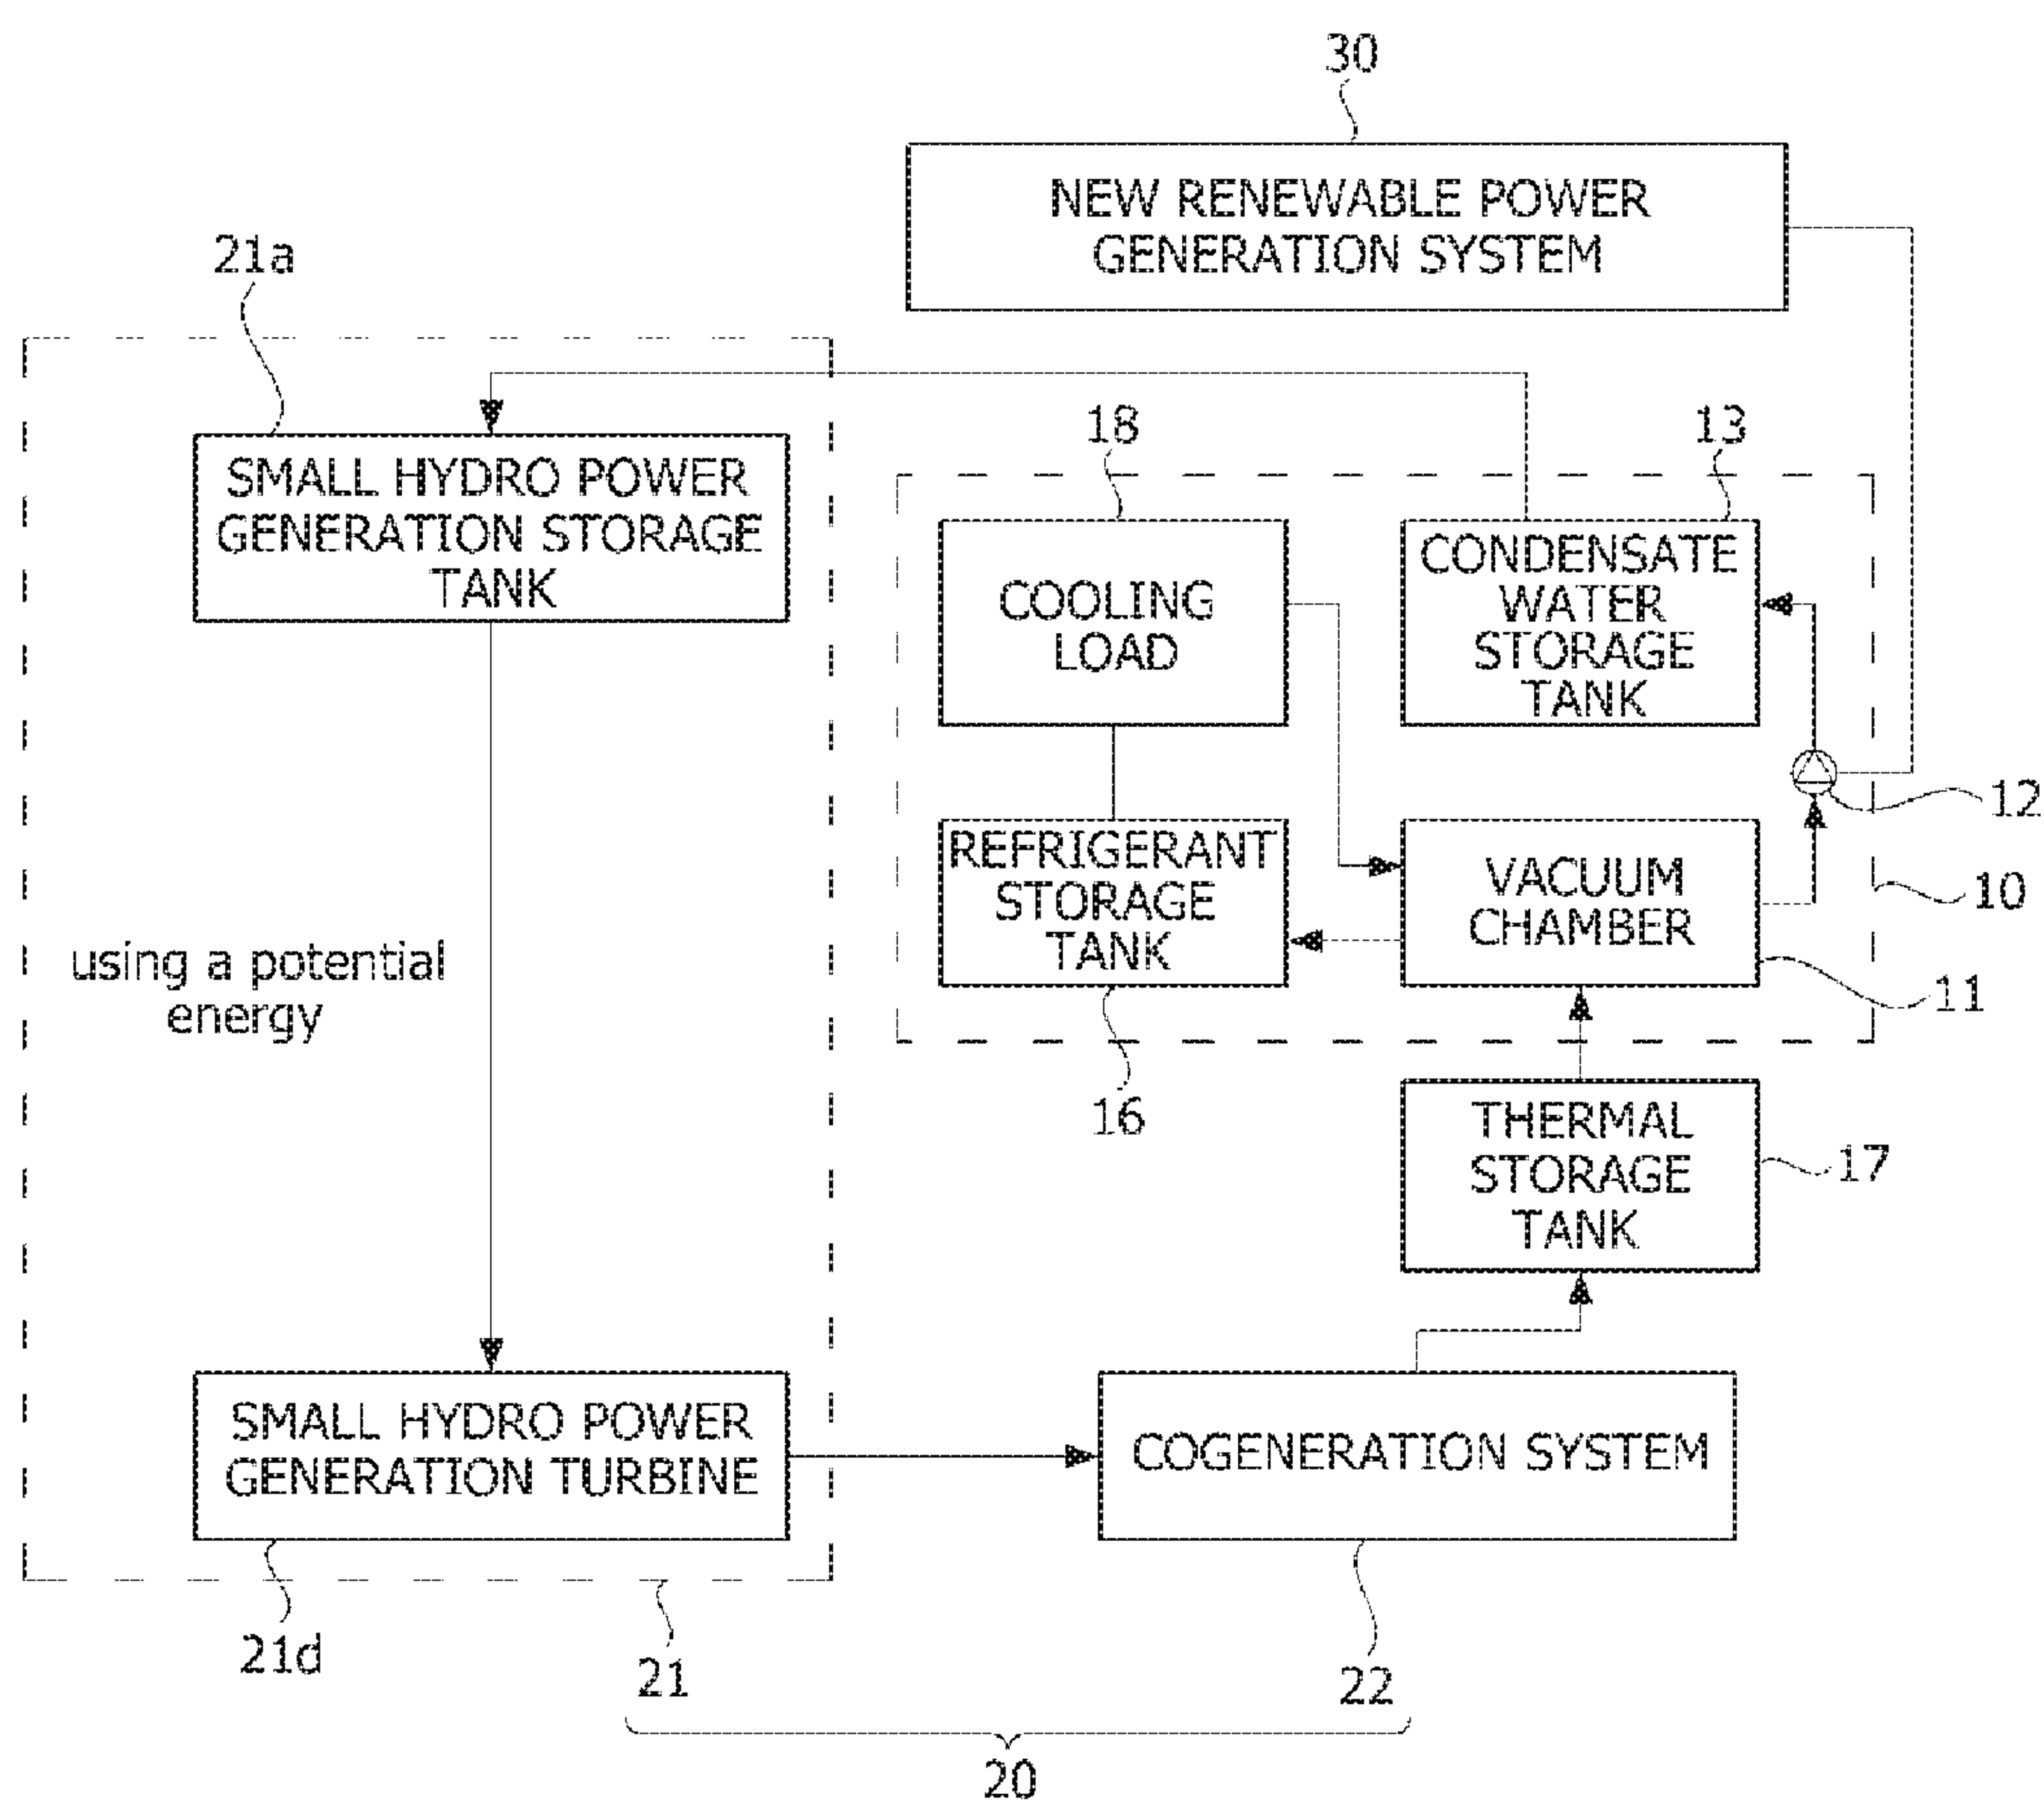 30
NEW RENEWABLE POWER
GENERATION SYSTEM
21a
SMALL HYDRO POWER
GENERATION STORAGE
TANK
18
13
COOLING
LOAD
CONDENSATE
WATER
STORAGE
TANK
12
REFRIGERANT
STORAGE
TANK
VACUUM
CHAMBER
10
11
using a potential
energy
16
THERMAL
STORAGE
TANK
17
SMALL HYDRO POWER
GENERATION TURBINE
COGENERATION SYSTEM
21d
21
22
20